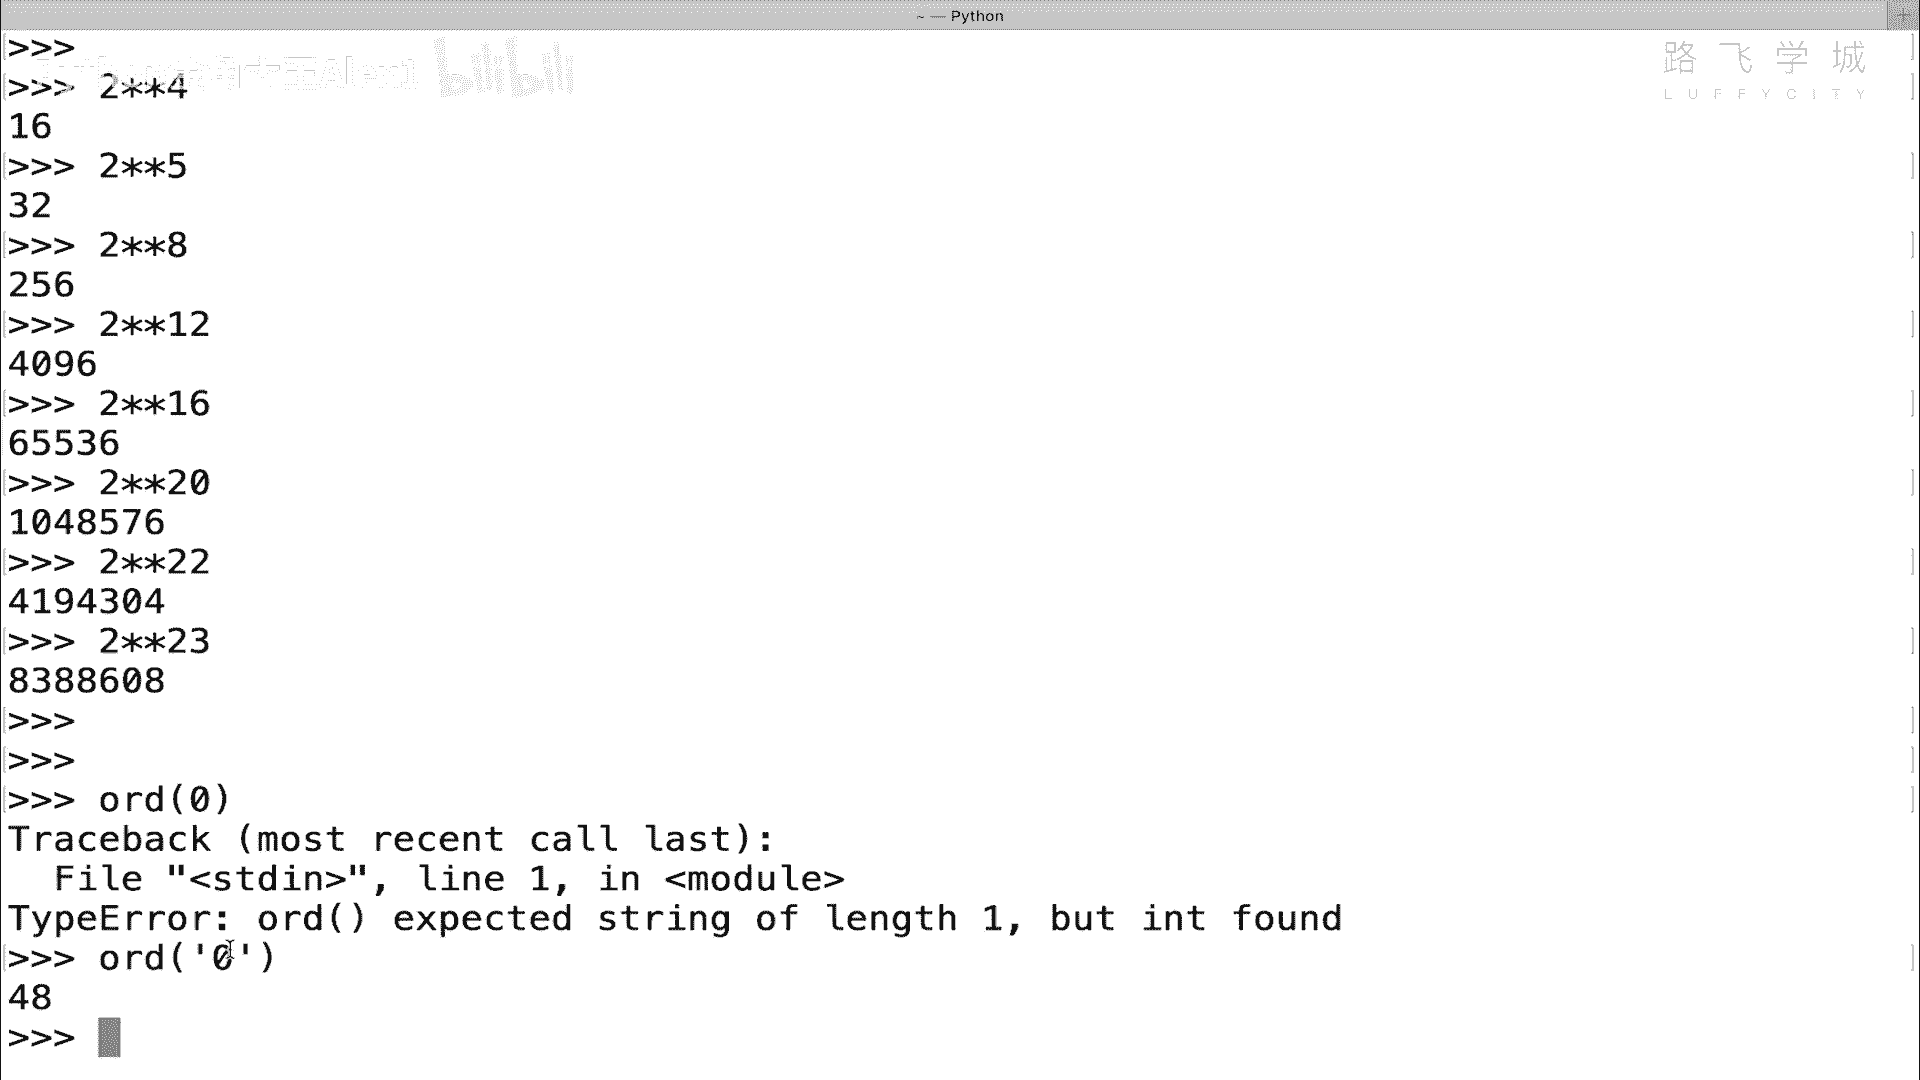 ~ — Python
>>>
>>> 2**4
16
>>> 2**5
32
>>> 2**8
256
>>> 2**12
4096
>>> 2**16
65536
>>> 2**20
1048576
>>> 2**22
4194304
>>> 2**23
8388608
>>>
>>>
>>> ord(0)
Traceback (most recent call last):
  File "<stdin>", line 1, in <module>
TypeError: ord() expected string of length 1, but int found
>>> ord('0')
48
>>>
bilibili
路飞学城
LUFFYCITY